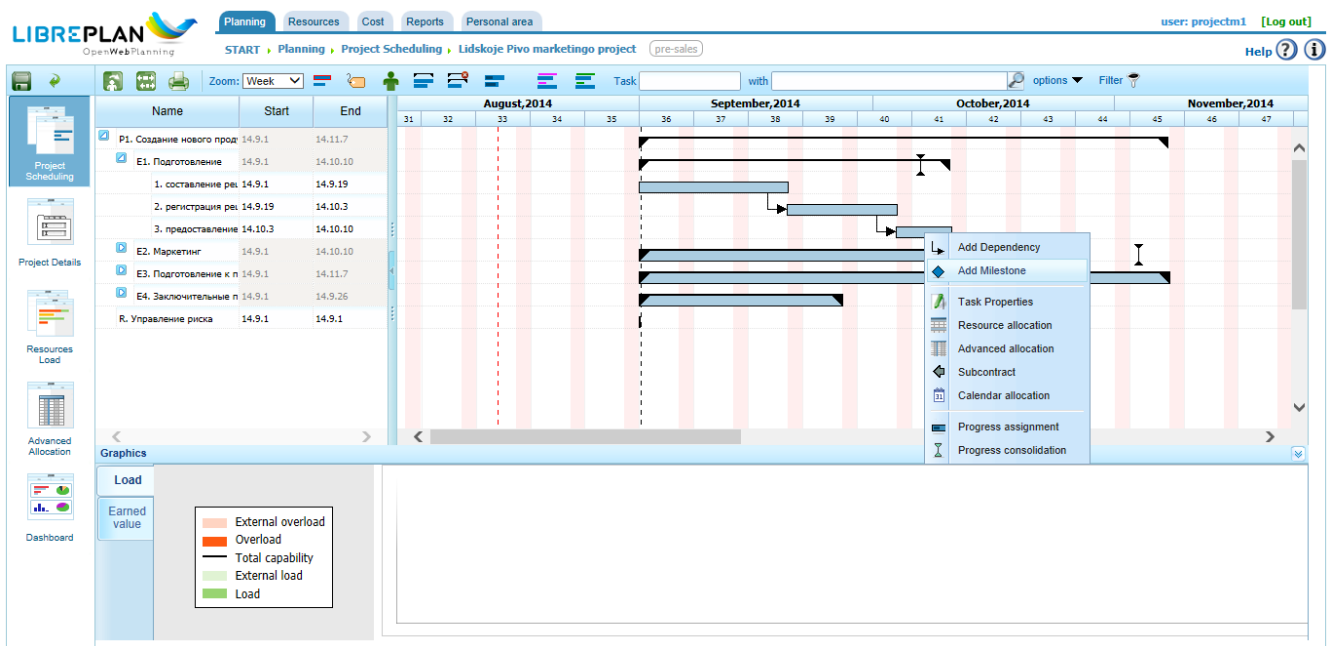 LIBREPLAN
OpenWebPlanning
Planning Resources Cost Reports Personal area
user: projectm1 [Log out]
START Planning Project Scheduling Lidskoje Pivo marketingo project pre-sales
Help ? i
Zoom: Week Task with options Filter
Name Start End
August,2014 September,2014 October,2014 November,2014
31 32 33 34 35 36 37 38 39 40 41 42 43 44 45 46 47
P1. Создание нового прод 14.9.1 14.11.7
E1. Подготовление 14.9.1 14.10.10
1. составление рец 14.9.1 14.9.19
2. регистрация рец 14.9.19 14.10.3
3. предоставление 14.10.3 14.10.10
E2. Маркетинг 14.9.1 14.10.10
E3. Подготовление к п 14.9.1 14.11.7
E4. Заключительные п 14.9.1 14.9.26
R. Управление риска 14.9.1 14.9.1
Project
Scheduling
Project Details
Resources
Load
Advanced
Allocation
Dashboard
Add Dependency
Add Milestone
Task Properties
Resource allocation
Advanced allocation
Subcontract
31 Calendar allocation
Progress assignment
Progress consolidation
Graphics
Load
Earned
value
External overload
Overload
Total capability
External load
Load